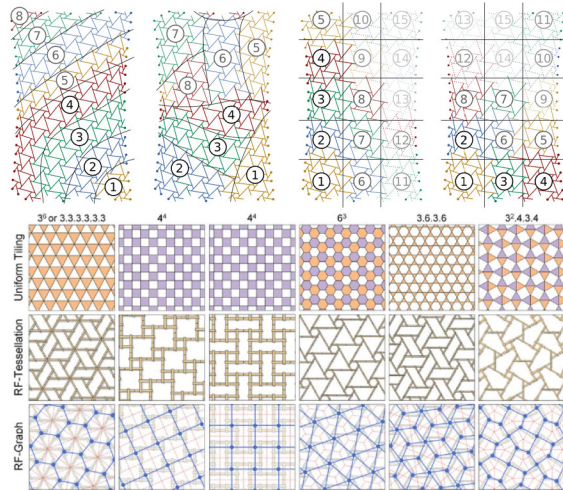 8
7
6
5
4
3
2
1
7
6
5
8
4
3
2
1
5 10 15
4 9 14
3 8 13
2 7 12
1 6 11
13 15 11
12 14 10
8 7 9
2 6 5
1 3 4
3⁶ or 3.3.3.3.3.3 4⁴ 4⁴ 6³ 3.6.3.6 3².4.3.4
Uniform Tiling
RF-Tessellation
RF-Graph